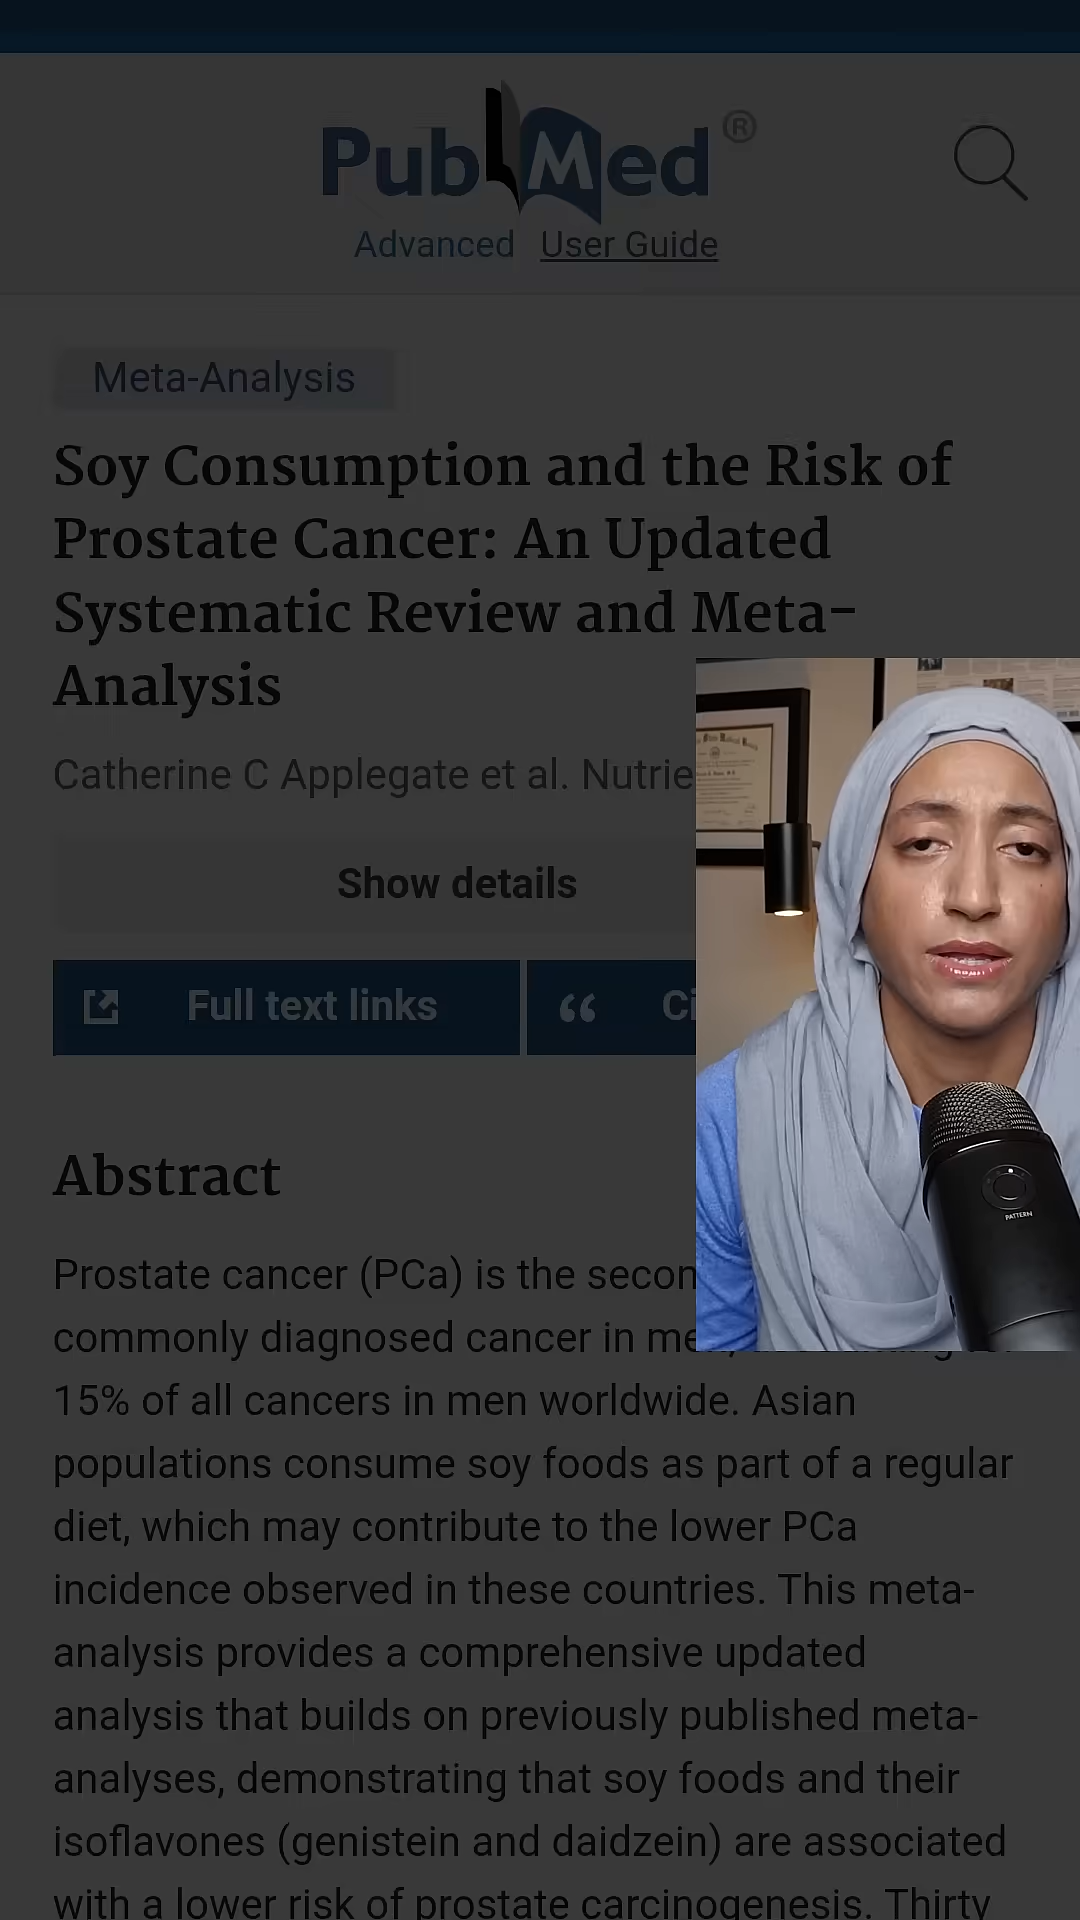 PubMed®
Advanced User Guide
Meta-Analysis
Soy Consumption and the Risk of
Prostate Cancer: An Updated
Systematic Review and Meta-
Analysis
Catherine C Applegate et al. Nutrie
Show details
Full text links
Ci
Abstract
Prostate cancer (PCa) is the secon
commonly diagnosed cancer in me
15% of all cancers in men worldwide. Asian
populations consume soy foods as part of a regular
diet, which may contribute to the lower PCa
incidence observed in these countries. This meta-
analysis provides a comprehensive updated
analysis that builds on previously published meta-
analyses, demonstrating that soy foods and their
isoflavones (genistein and daidzein) are associated
with a lower risk of prostate carcinogenesis. Thirty
PATTERN